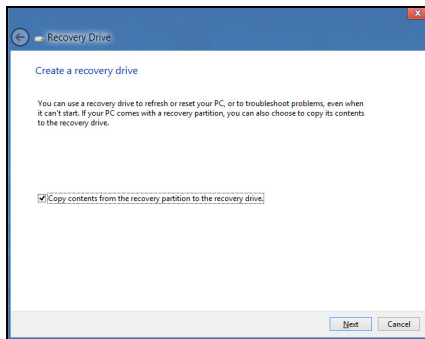 Recovery Drive
Create a recovery drive
You can use a recovery drive to refresh or reset your PC, or to troubleshoot problems, even when
it can't start. If your PC comes with a recovery partition, you can also choose to copy its contents
to the recovery drive.
Copy contents from the recovery partition to the recovery drive.
Next Cancel